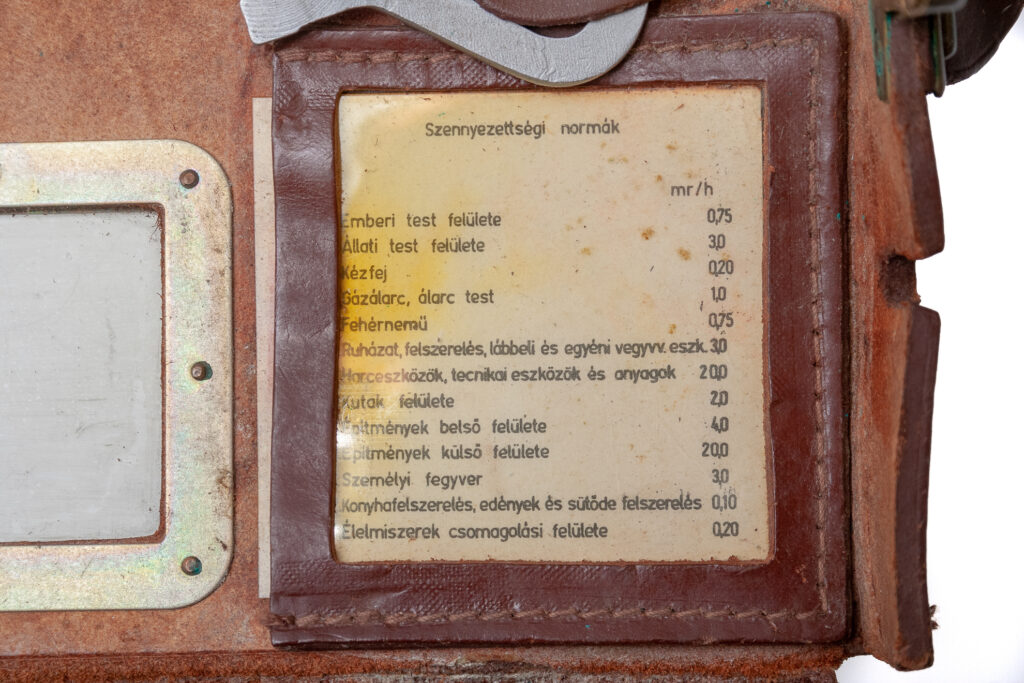 Szennyezettségi normák
mr/h
Emberi test felülete 0,75
Állati test felülete 3,0
Kézfej 0,20
Gázálarc, álarc test 1,0
Fehérnemü 0,75
Ruházat, felszerelés, lábbeli és egyéni vegyvv. eszk. 3,0
Harceszközök, tecnikai eszközök és anyagok 20,0
Kutak felülete 2,0
Építmények belső felülete 4,0
Építmények külső felülete 20,0
Személyi fegyver 3,0
Konyhafelszerelés, edények és sütöde felszerelés 0,10
Élelmiszerek csomagolási felülete 0,20